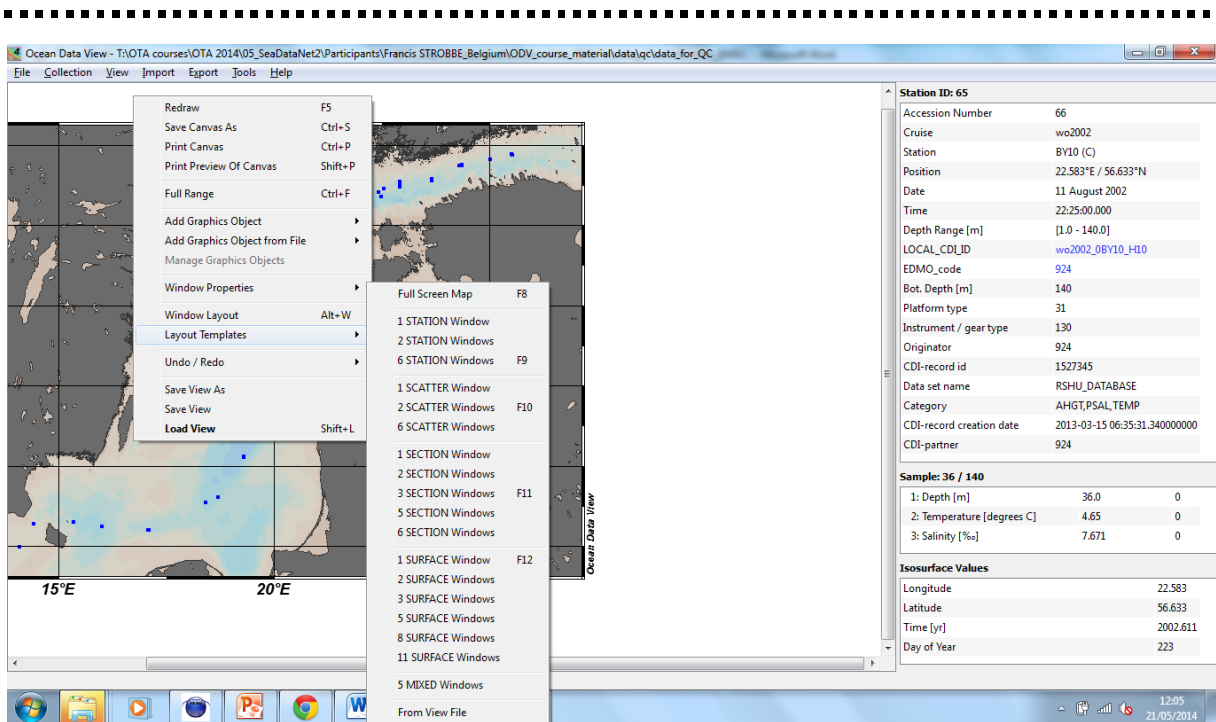 Ocean Data View - T:\OTA courses\OTA 2014\05_SeaDataNet2\Participants\Francis STROBBE_Belgium\ODV_course_material\data\qc\data_for_QC
File Collection View Import Export Tools Help
Redraw F5
Save Canvas As Ctrl+S
Print Canvas Ctrl+P
Print Preview Of Canvas Shift+P
Full Range Ctrl+F
Add Graphics Object
Add Graphics Object from File
Manage Graphics Objects
Window Properties
Window Layout Alt+W
Layout Templates
Undo / Redo
Save View As
Save View
Load View Shift+L
Full Screen Map F8
1 STATION Window
2 STATION Windows
6 STATION Windows F9
1 SCATTER Window
2 SCATTER Windows F10
6 SCATTER Windows
1 SECTION Window
2 SECTION Windows
3 SECTION Windows F11
5 SECTION Windows
6 SECTION Windows
1 SURFACE Window F12
2 SURFACE Windows
3 SURFACE Windows
5 SURFACE Windows
8 SURFACE Windows
11 SURFACE Windows
5 MIXED Windows
From View File
15°E 20°E
Ocean Data View
Station ID: 65
Accession Number 66
Cruise wo2002
Station BY10 (C)
Position 22.583°E / 56.633°N
Date 11 August 2002
Time 22:25:00.000
Depth Range [m] [1.0 - 140.0]
LOCAL_CDI_ID wo2002_0BY10_H10
EDMO_code 924
Bot. Depth [m] 140
Platform type 31
Instrument / gear type 130
Originator 924
CDI-record id 1527345
Data set name RSHU_DATABASE
Category AHGT,PSAL,TEMP
CDI-record creation date 2013-03-15 06:35:31.340000000
CDI-partner 924
Sample: 36 / 140
1: Depth [m] 36.0 0
2: Temperature [degrees C] 4.65 0
3: Salinity [‰] 7.671 0
Isosurface Values
Longitude 22.583
Latitude 56.633
Time [yr] 2002.611
Day of Year 223
12:05
21/05/2014